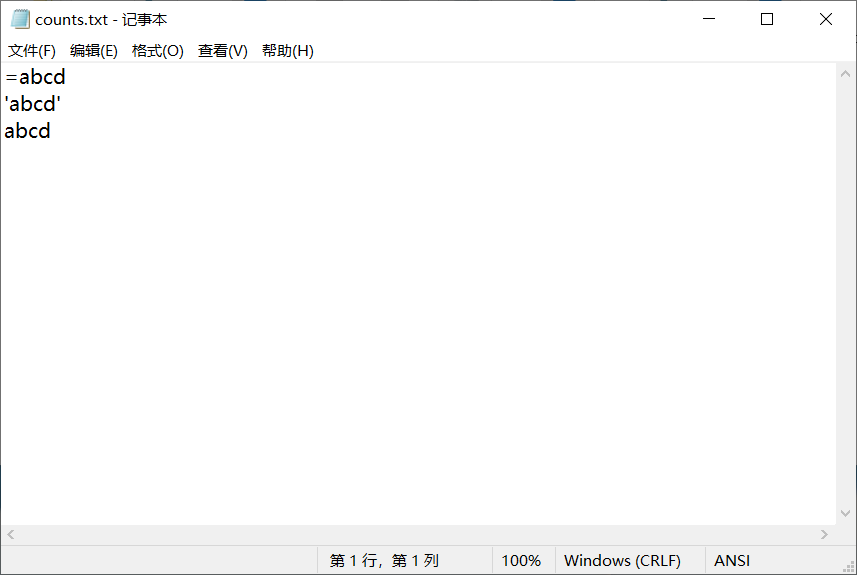 counts.txt - 记事本
文件(F) 编辑(E) 格式(O) 查看(V) 帮助(H)
=abcd
'abcd'
abcd
第 1 行，第 1 列 100% Windows (CRLF) ANSI